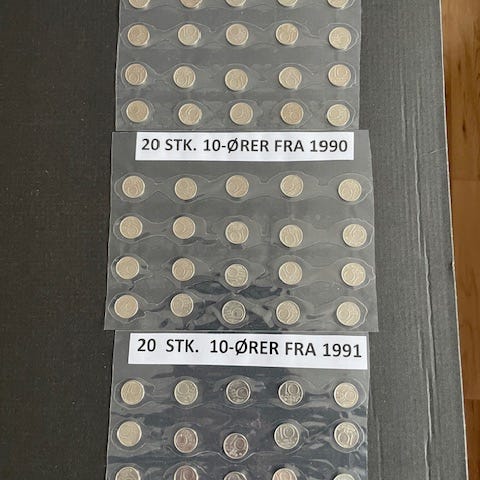 20 STK. 10-ØRER FRA 1990
20 STK. 10-ØRER FRA 1991